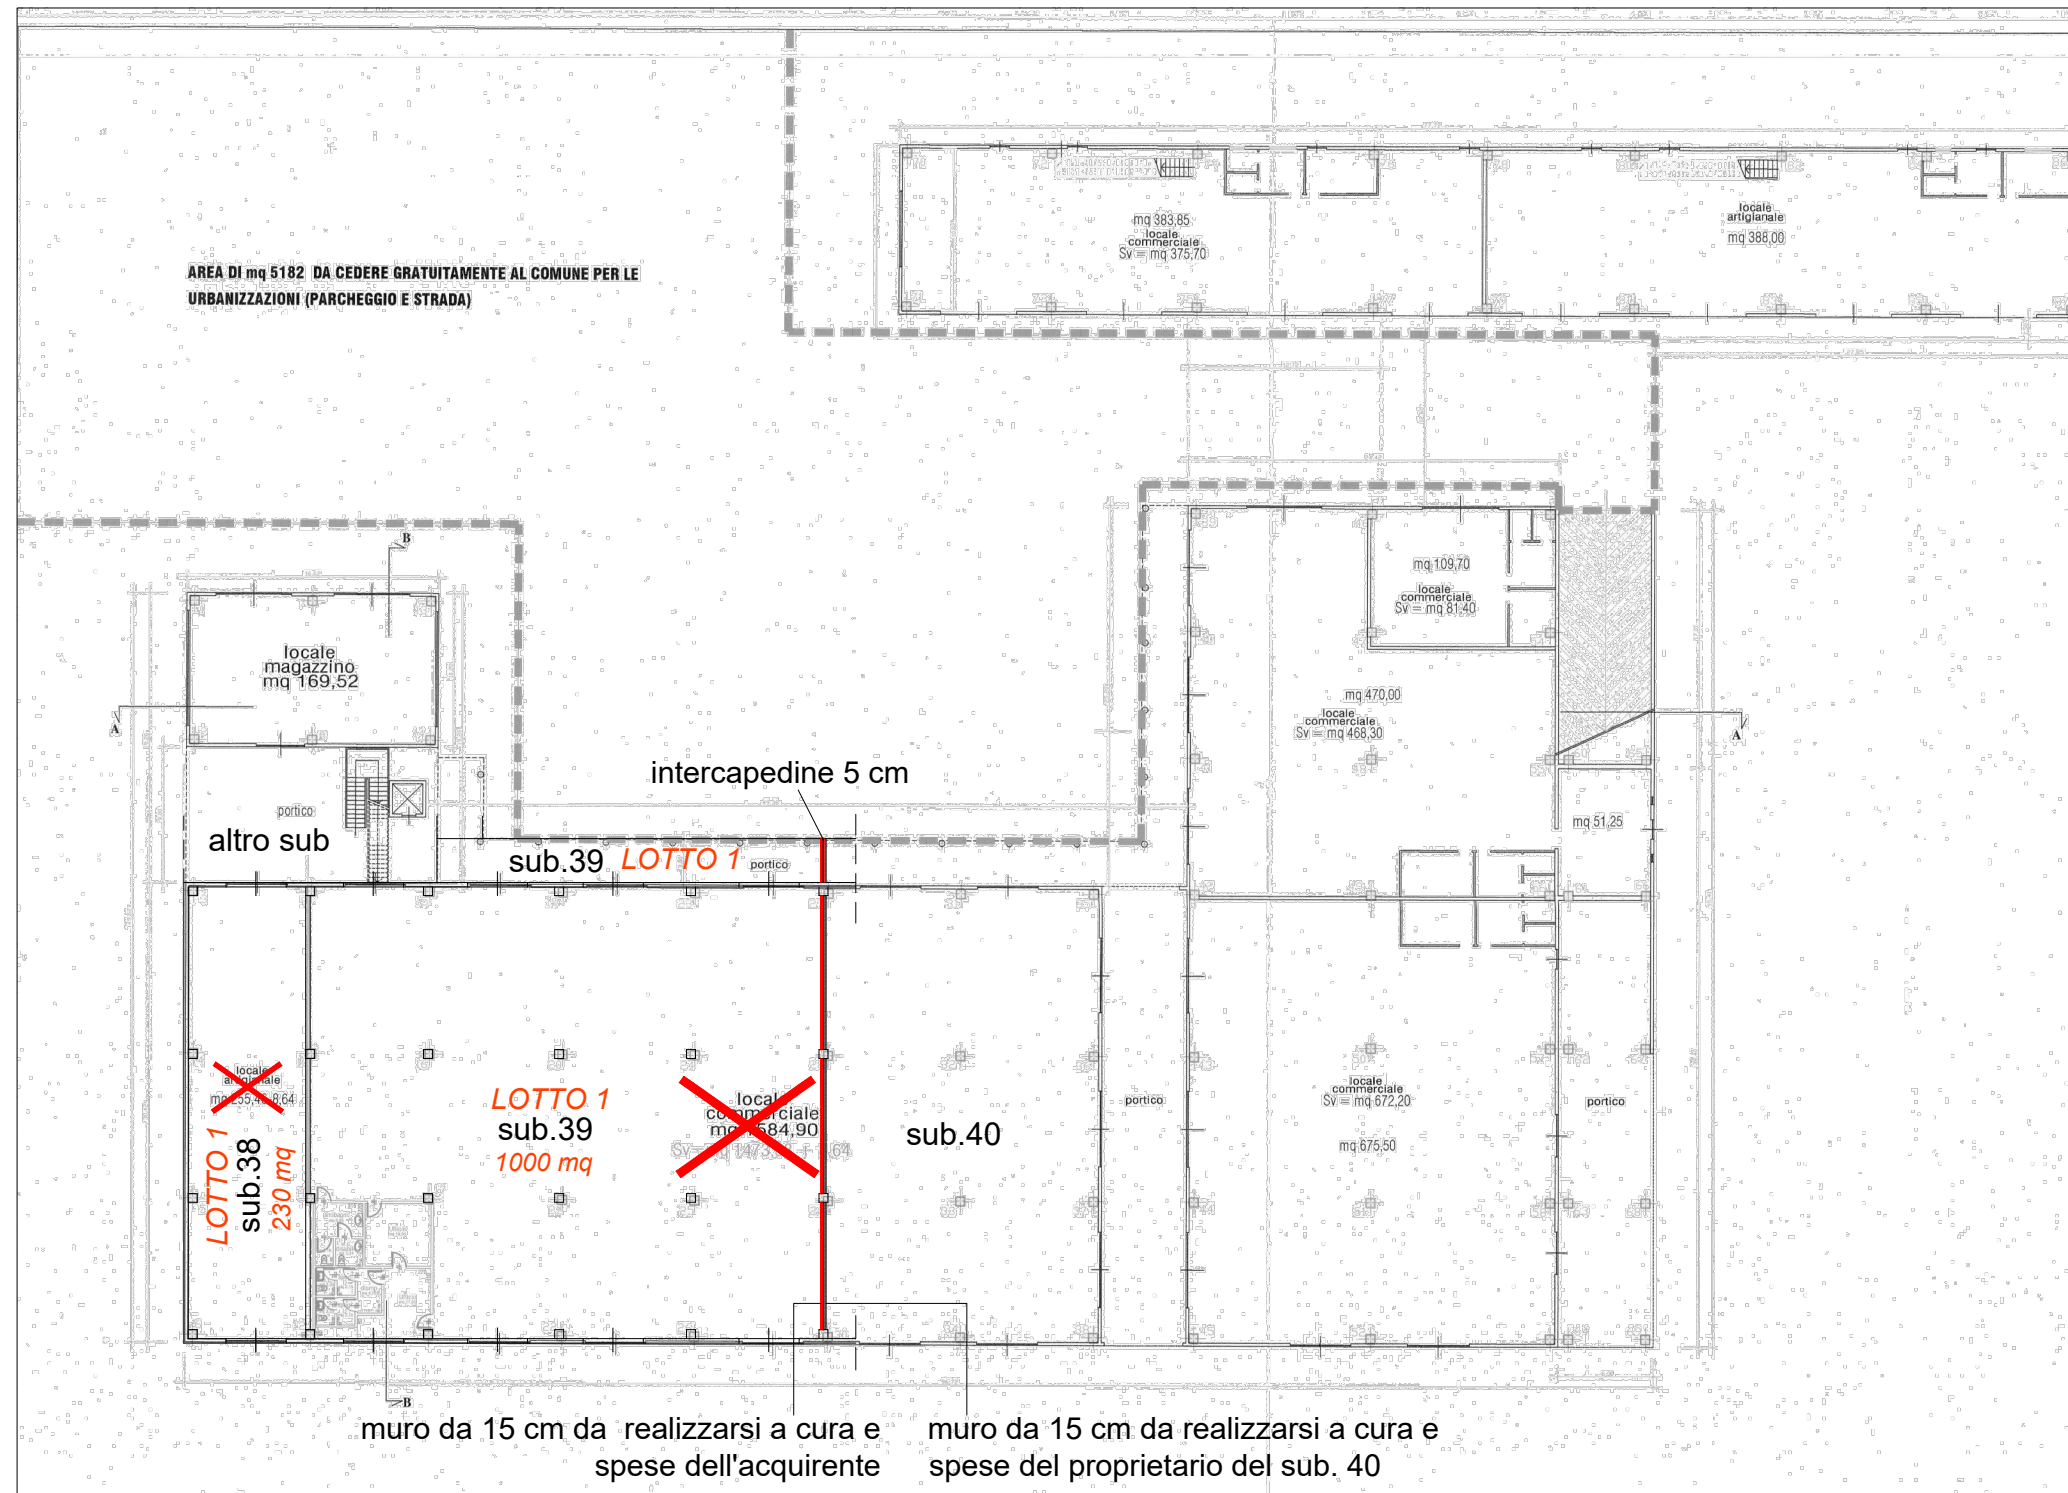 mq 383,85
locale
commerciale
Sv = mq 375,70
locale
artigianale
mq 388,00
AREA DI mq 5182 DA CEDERE GRATUITAMENTE AL COMUNE PER LE
URBANIZZAZIONI (PARCHEGGIO E STRADA)
B
mq 109,70
locale
commerciale
Sv = mq 81,40
locale
magazzino
mq 169,52
A
mq 470,00
locale
commerciale
Sv = mq 468,30
A
intercapedine 5 cm
portico
altro sub
mq 51,25
sub.39 LOTTO 1
portico
locale
artigianale
LOTTO 1
sub.38
230 mq
LOTTO 1
sub.39
1000 mq
locale
commerciale
sub.40
portico
locale
commerciale
Sv = mq 672,20
mq 675,50
portico
B
muro da 15 cm da realizzarsi a cura e
spese dell'acquirente
muro da 15 cm da realizzarsi a cura e
spese del proprietario del sub. 40